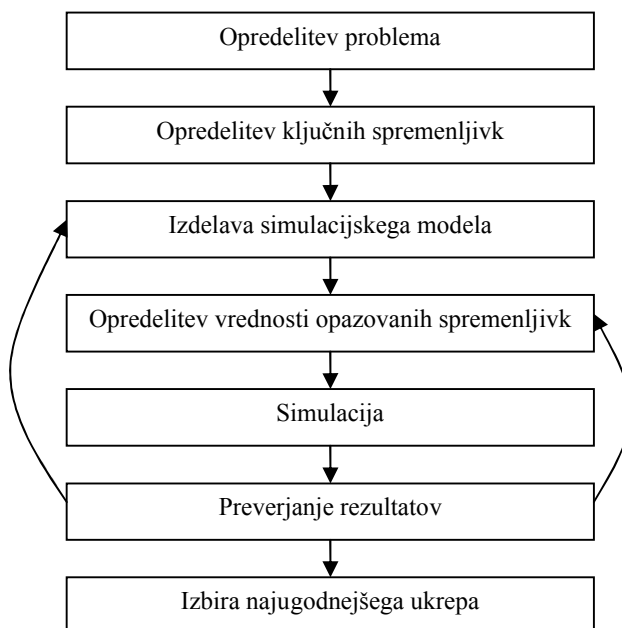 Opredelitev problema
Opredelitev ključnih spremenljivk
Izdelava simulacijskega modela
Opredelitev vrednosti opazovanih spremenljivk
Simulacija
Preverjanje rezultatov
Izbira najugodnejšega ukrepa